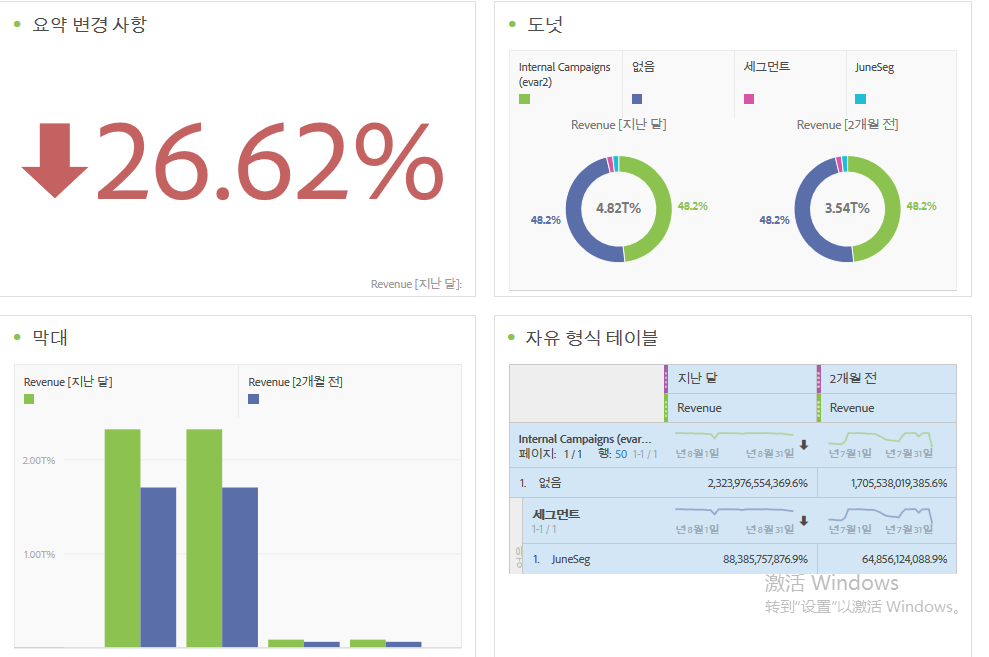 요약 변경 사항
26.62%
Revenue [지난 달]:
도넛
Internal Campaigns
(evar2)
없음
세그먼트
JuneSeg
Revenue [지난 달]
Revenue [2개월 전]
48.2%
4.82T%
48.2%
48.2%
3.54T%
48.2%
막대
Revenue [지난 달]
Revenue [2개월 전]
2.00T%
1.00T%
자유 형식 테이블
지난 달
2개월 전
Revenue
Revenue
Internal Campaigns (evar...
페이지: 1 / 1 행: 50 1-1 / 1
년 8월 1일 년 8월 31일
년 7월 1일 년 7월 31일
1. 없음 2,323,976,554,369.6% 1,705,538,019,385.6%
세그먼트
1-1 / 1
년 8월 1일 년 8월 31일
년 7월 1일 년 7월 31일
1. JuneSeg 88,385,757,876.9% 64,856,124,088.9%
激活 Windows
转到"设置"以激活 Windows。